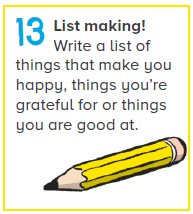 13 List making!
Write a list of
things that make you
happy, things you're
grateful for or things
you are good at.